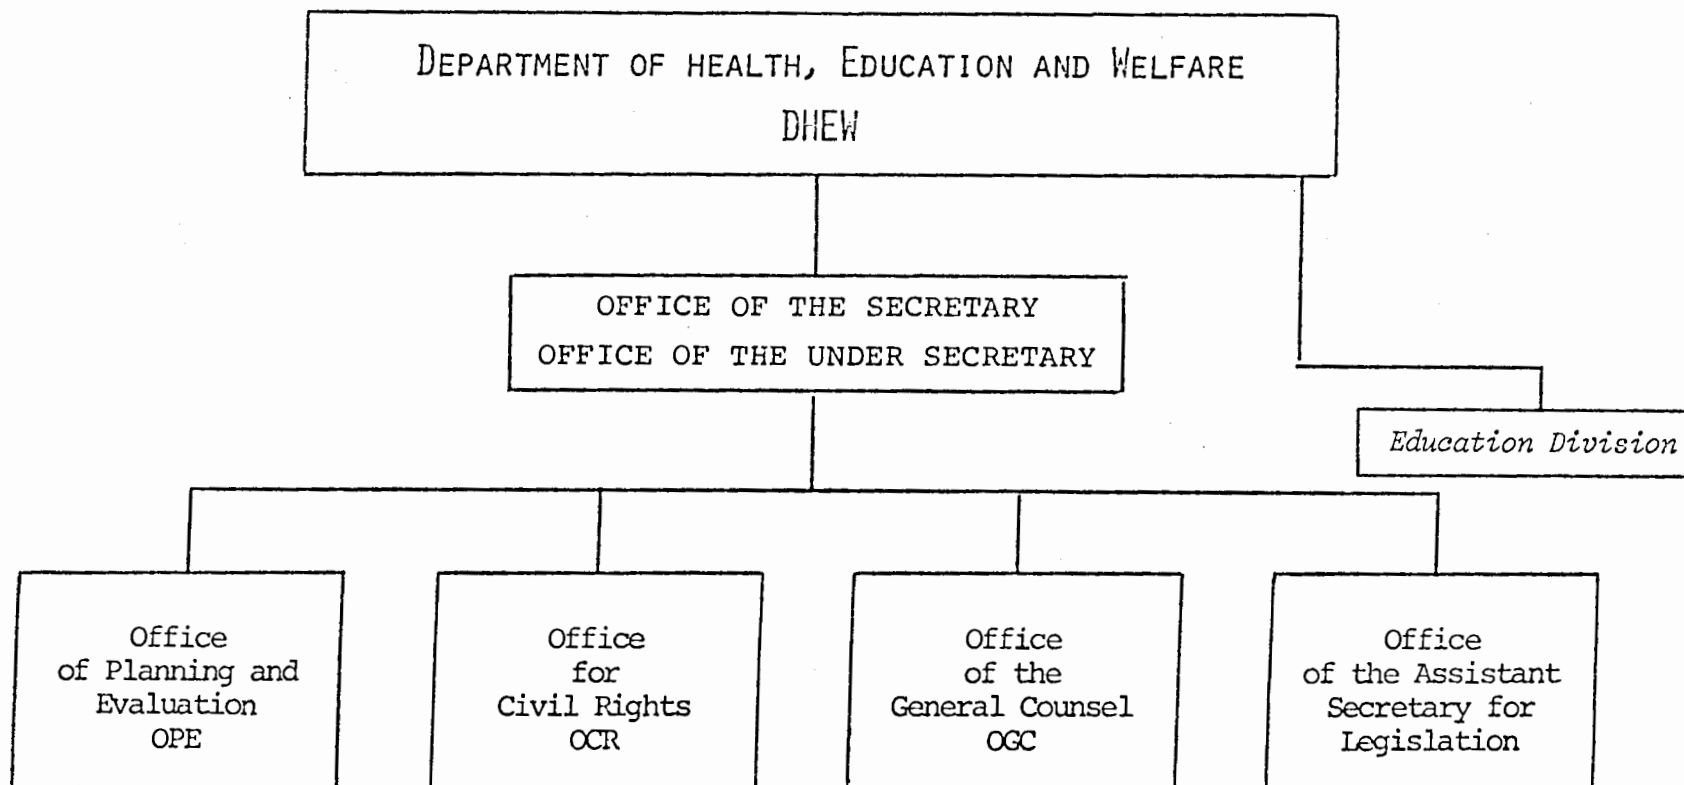 DEPARTMENT OF HEALTH, EDUCATION AND WELFARE
DHEW
OFFICE OF THE SECRETARY
OFFICE OF THE UNDER SECRETARY
Education Division
Office
of Planning and
Evaluation
OPE
Office
for
Civil Rights
OCR
Office
of the
General Counsel
OGC
Office
of the Assistant
Secretary for
Legislation